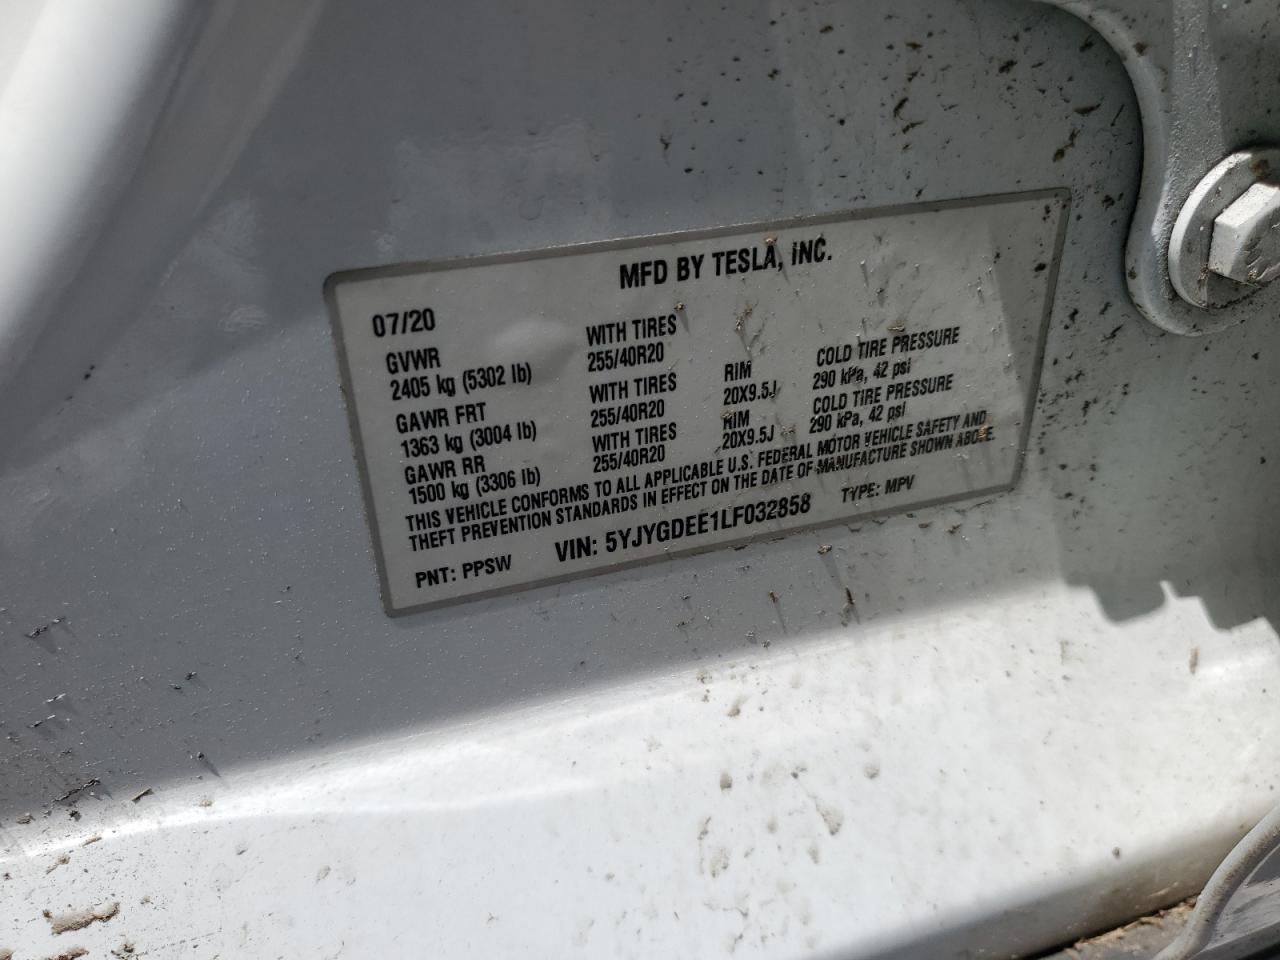 MFD BY TESLA, INC.
07/20
GVWR WITH TIRES
2405 kg (5302 lb) 255/40R20 RIM COLD TIRE PRESSURE
GAWR FRT WITH TIRES 20X9.5J 290 kPa, 42 psi
1363 kg (3004 lb) 255/40R20 RIM COLD TIRE PRESSURE
GAWR RR WITH TIRES 20X9.5J 290 kPa, 42 psi
1500 kg (3306 lb) 255/40R20
THIS VEHICLE CONFORMS TO ALL APPLICABLE U.S. FEDERAL MOTOR VEHICLE SAFETY AND
THEFT PREVENTION STANDARDS IN EFFECT ON THE DATE OF MANUFACTURE SHOWN ABOVE.
PNT: PPSW VIN: 5YJYGDEE1LF032858 TYPE: MPV